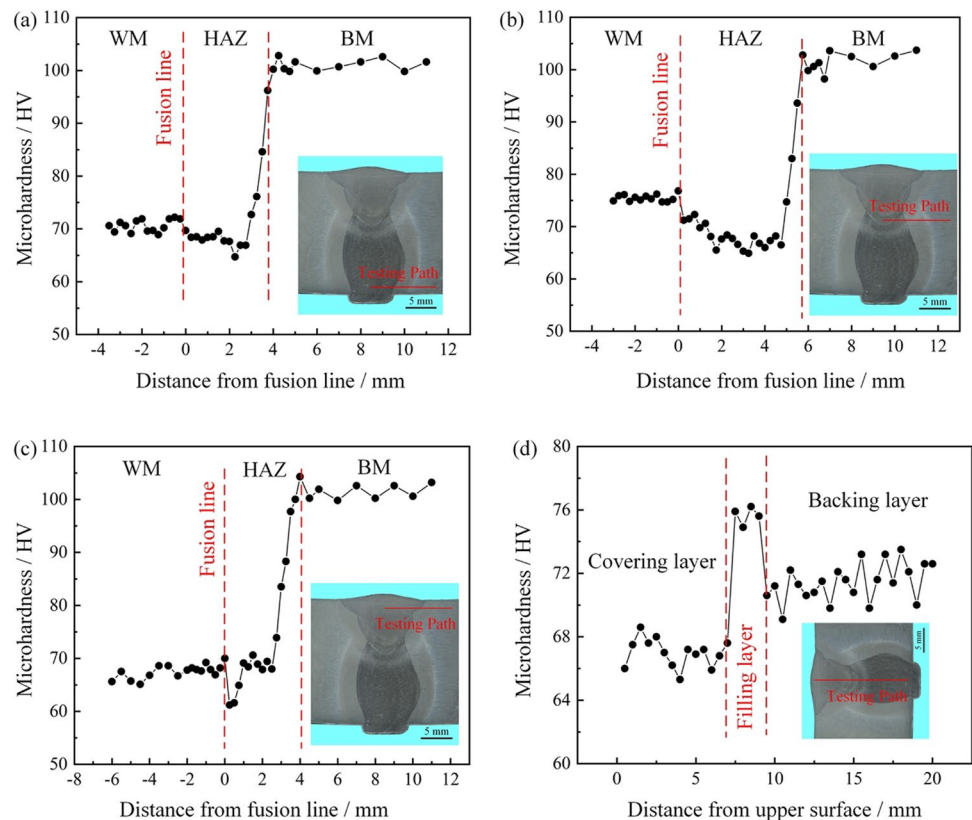 (a)
WM HAZ BM
Fusion line
Testing Path
5 mm
110
100
90
80
70
60
50
-4 -2 0 2 4 6 8 10 12
Microhardness / HV
Distance from fusion line / mm
(b)
WM HAZ BM
Fusion line
Testing Path
5 mm
110
100
90
80
70
60
50
-4 -2 0 2 4 6 8 10 12
Microhardness / HV
Distance from fusion line / mm
(c)
WM HAZ BM
Fusion line
Testing Path
5 mm
110
100
90
80
70
60
50
-8 -6 -4 -2 0 2 4 6 8 10 12
Microhardness / HV
Distance from fusion line / mm
(d)
Backing layer
Covering layer
Filling layer
Testing Path
5 mm
80
76
72
68
64
60
0 5 10 15 20
Microhardness / HV
Distance from upper surface / mm